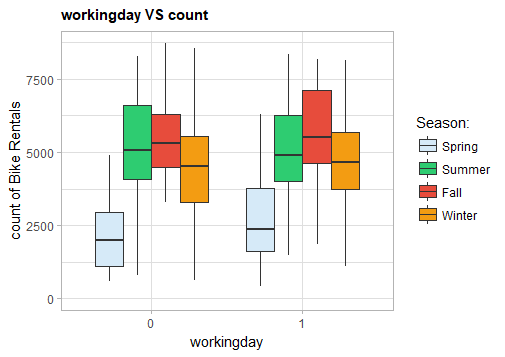 workingday VS count
count of Bike Rentals
7500
5000
2500
0
0
1
workingday
Season:
Spring
Summer
Fall
Winter